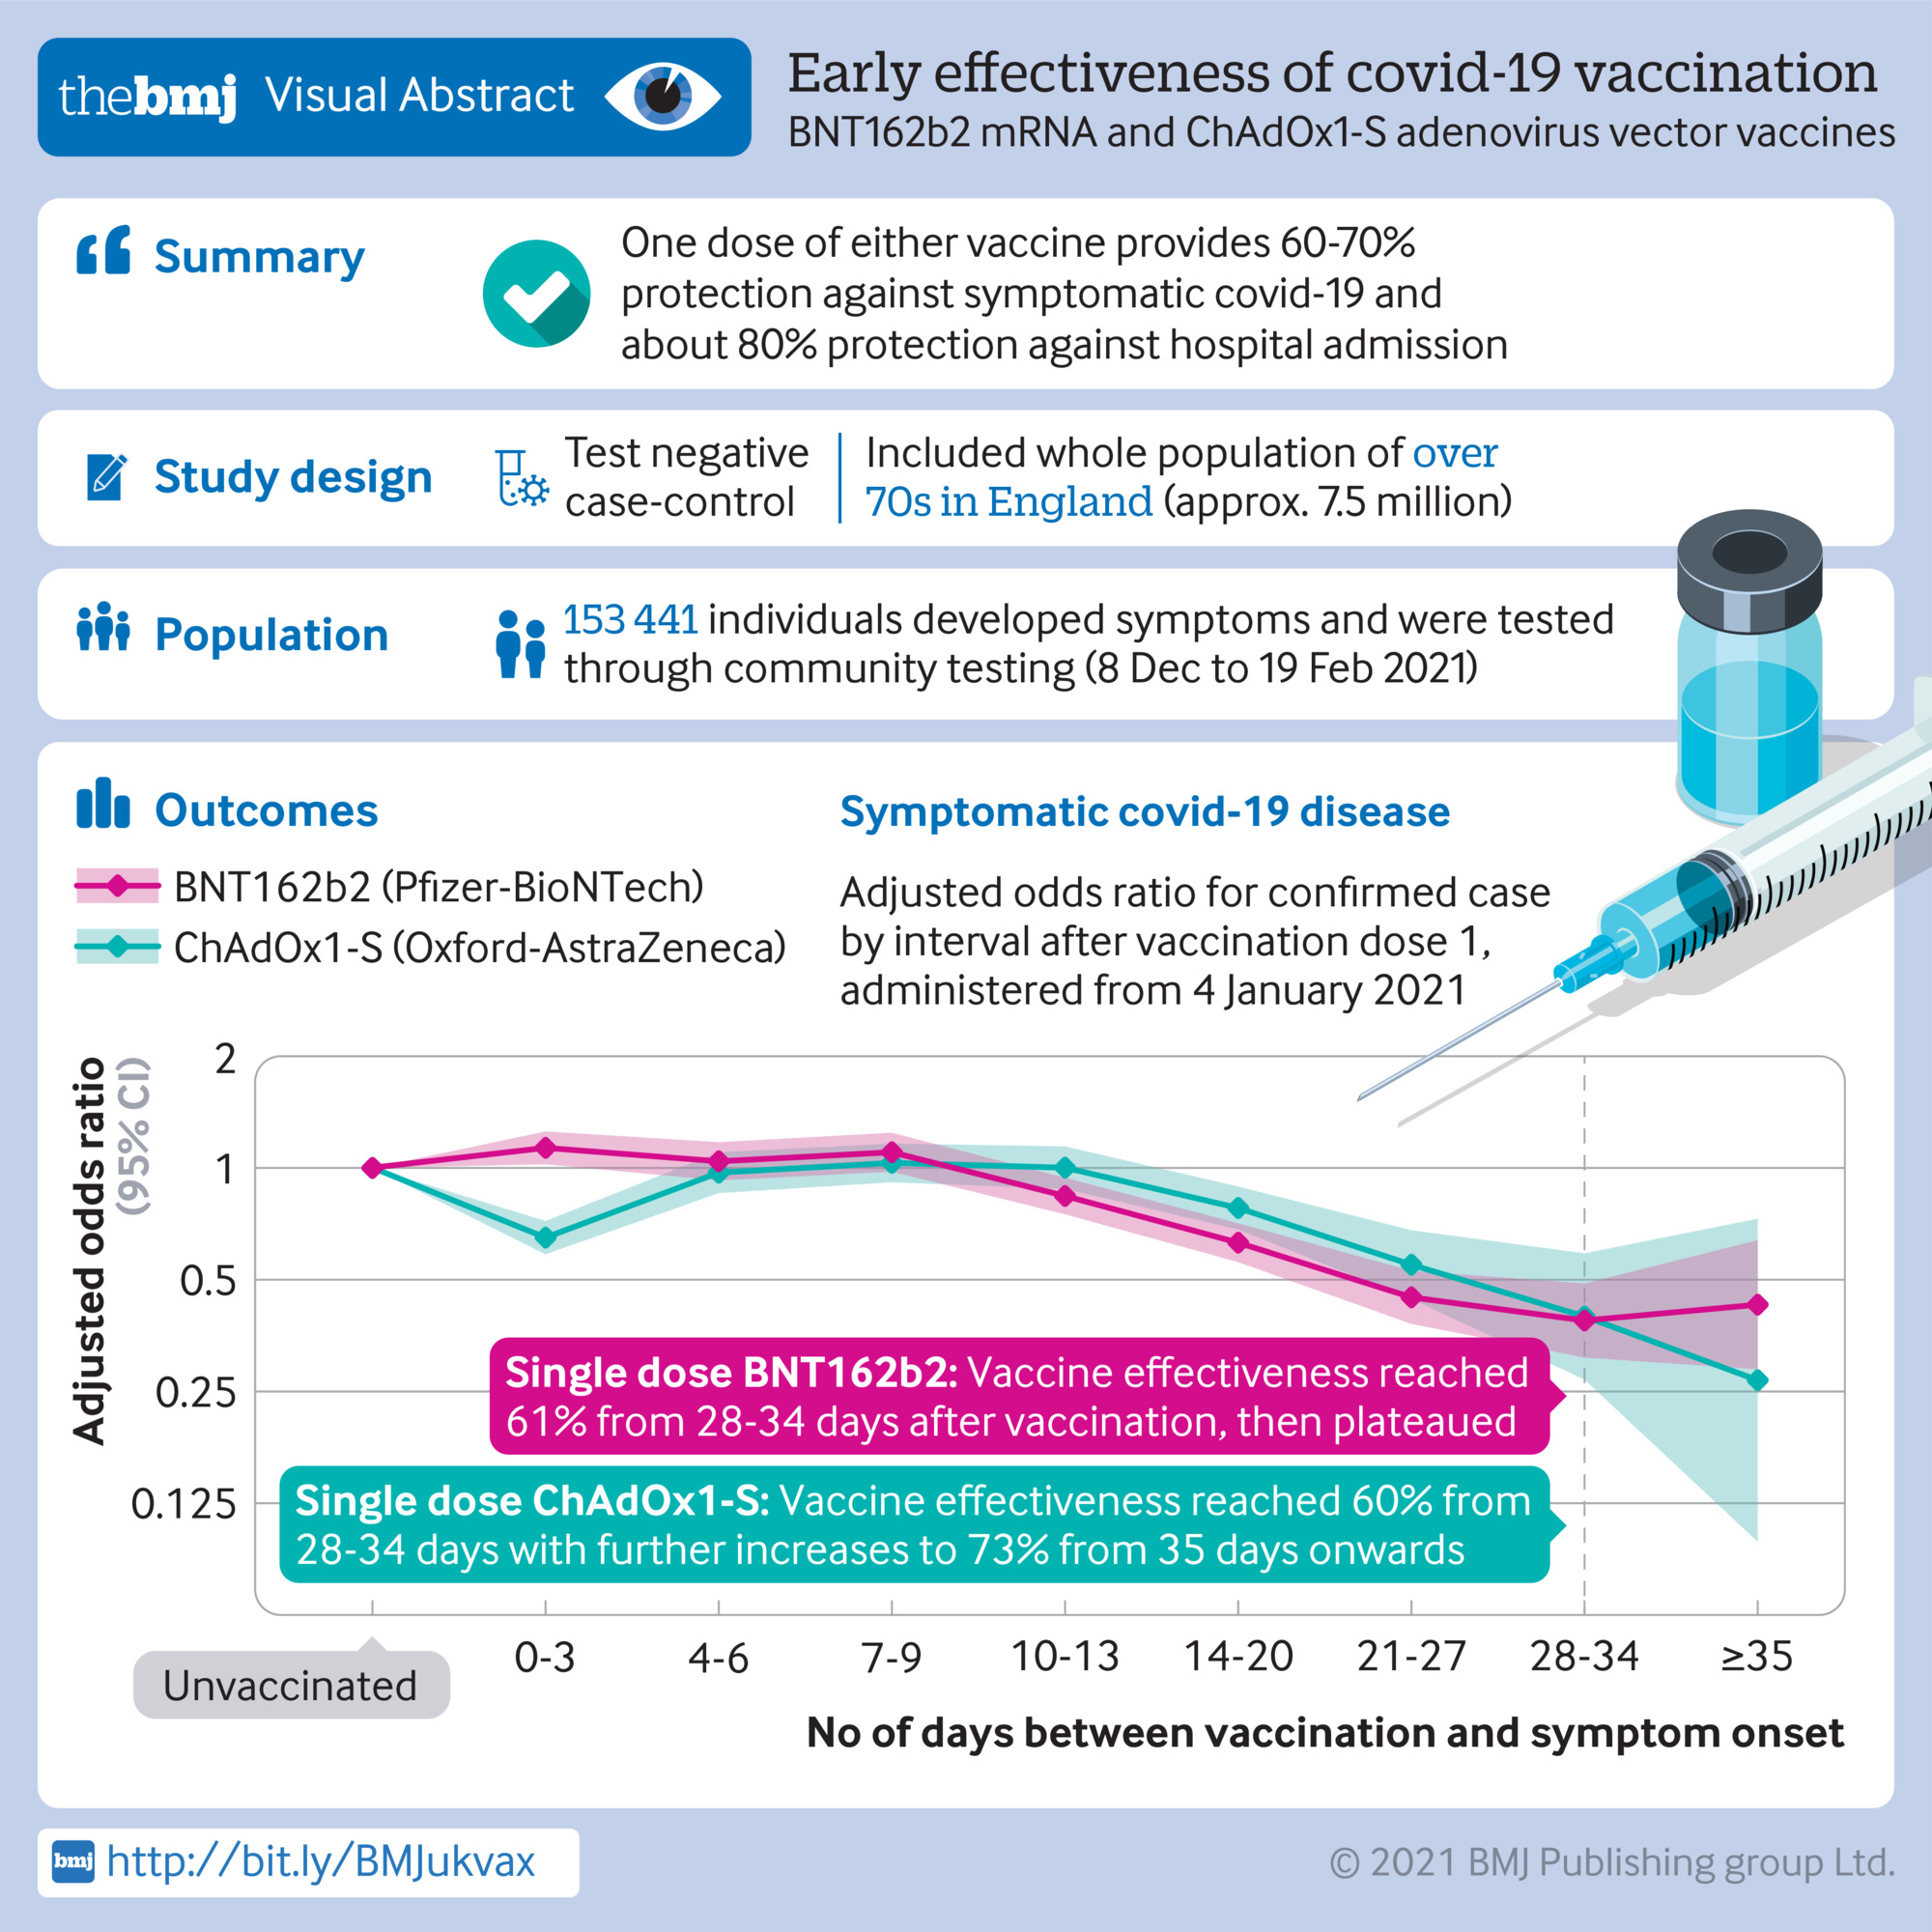 thebmj Visual Abstract
Early effectiveness of covid-19 vaccination
BNT162b2 mRNA and ChAdOx1-S adenovirus vector vaccines
Summary
One dose of either vaccine provides 60-70%
protection against symptomatic covid-19 and
about 80% protection against hospital admission
Study design
Test negative
case-control
Included whole population of over
70s in England (approx. 7.5 million)
Population
153 441 individuals developed symptoms and were tested
through community testing (8 Dec to 19 Feb 2021)
Outcomes
BNT162b2 (Pfizer-BioNTech)
ChAdOx1-S (Oxford-AstraZeneca)
Symptomatic covid-19 disease
Adjusted odds ratio for confirmed case
by interval after vaccination dose 1,
administered from 4 January 2021
Adjusted odds ratio
(95% CI)
2
1
0.5
0.25
0.125
Single dose BNT162b2: Vaccine effectiveness reached
61% from 28-34 days after vaccination, then plateaued
Single dose ChAdOx1-S: Vaccine effectiveness reached 60% from
28-34 days with further increases to 73% from 35 days onwards
Unvaccinated
0-3
4-6
7-9
10-13
14-20
21-27
28-34
≥35
No of days between vaccination and symptom onset
bmj http://bit.ly/BMJukvax
© 2021 BMJ Publishing group Ltd.